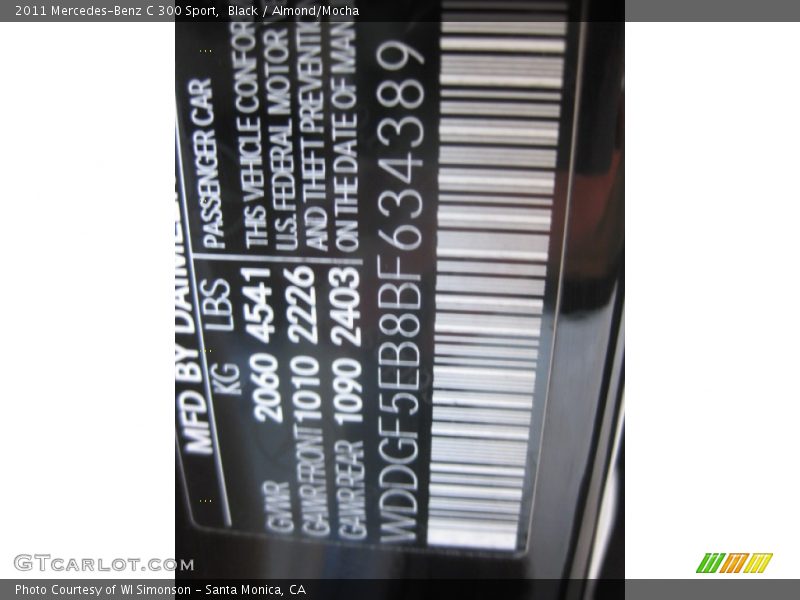 2011 Mercedes-Benz C 300 Sport, Black / Almond/Mocha
MFD BY DAIMLER
KG LBS
GVWR 2060 4541
GAWR FRONT 1010 2226
GAWR REAR 1090 2403
PASSENGER CAR
THIS VEHICLE CONFOR
U.S. FEDERAL MOTOR
AND THEFT PREVENTI
ON THE DATE OF MAN
WDDGF5EB8BF634389
GTcarlot.com
Photo Courtesy of WI Simonson - Santa Monica, CA